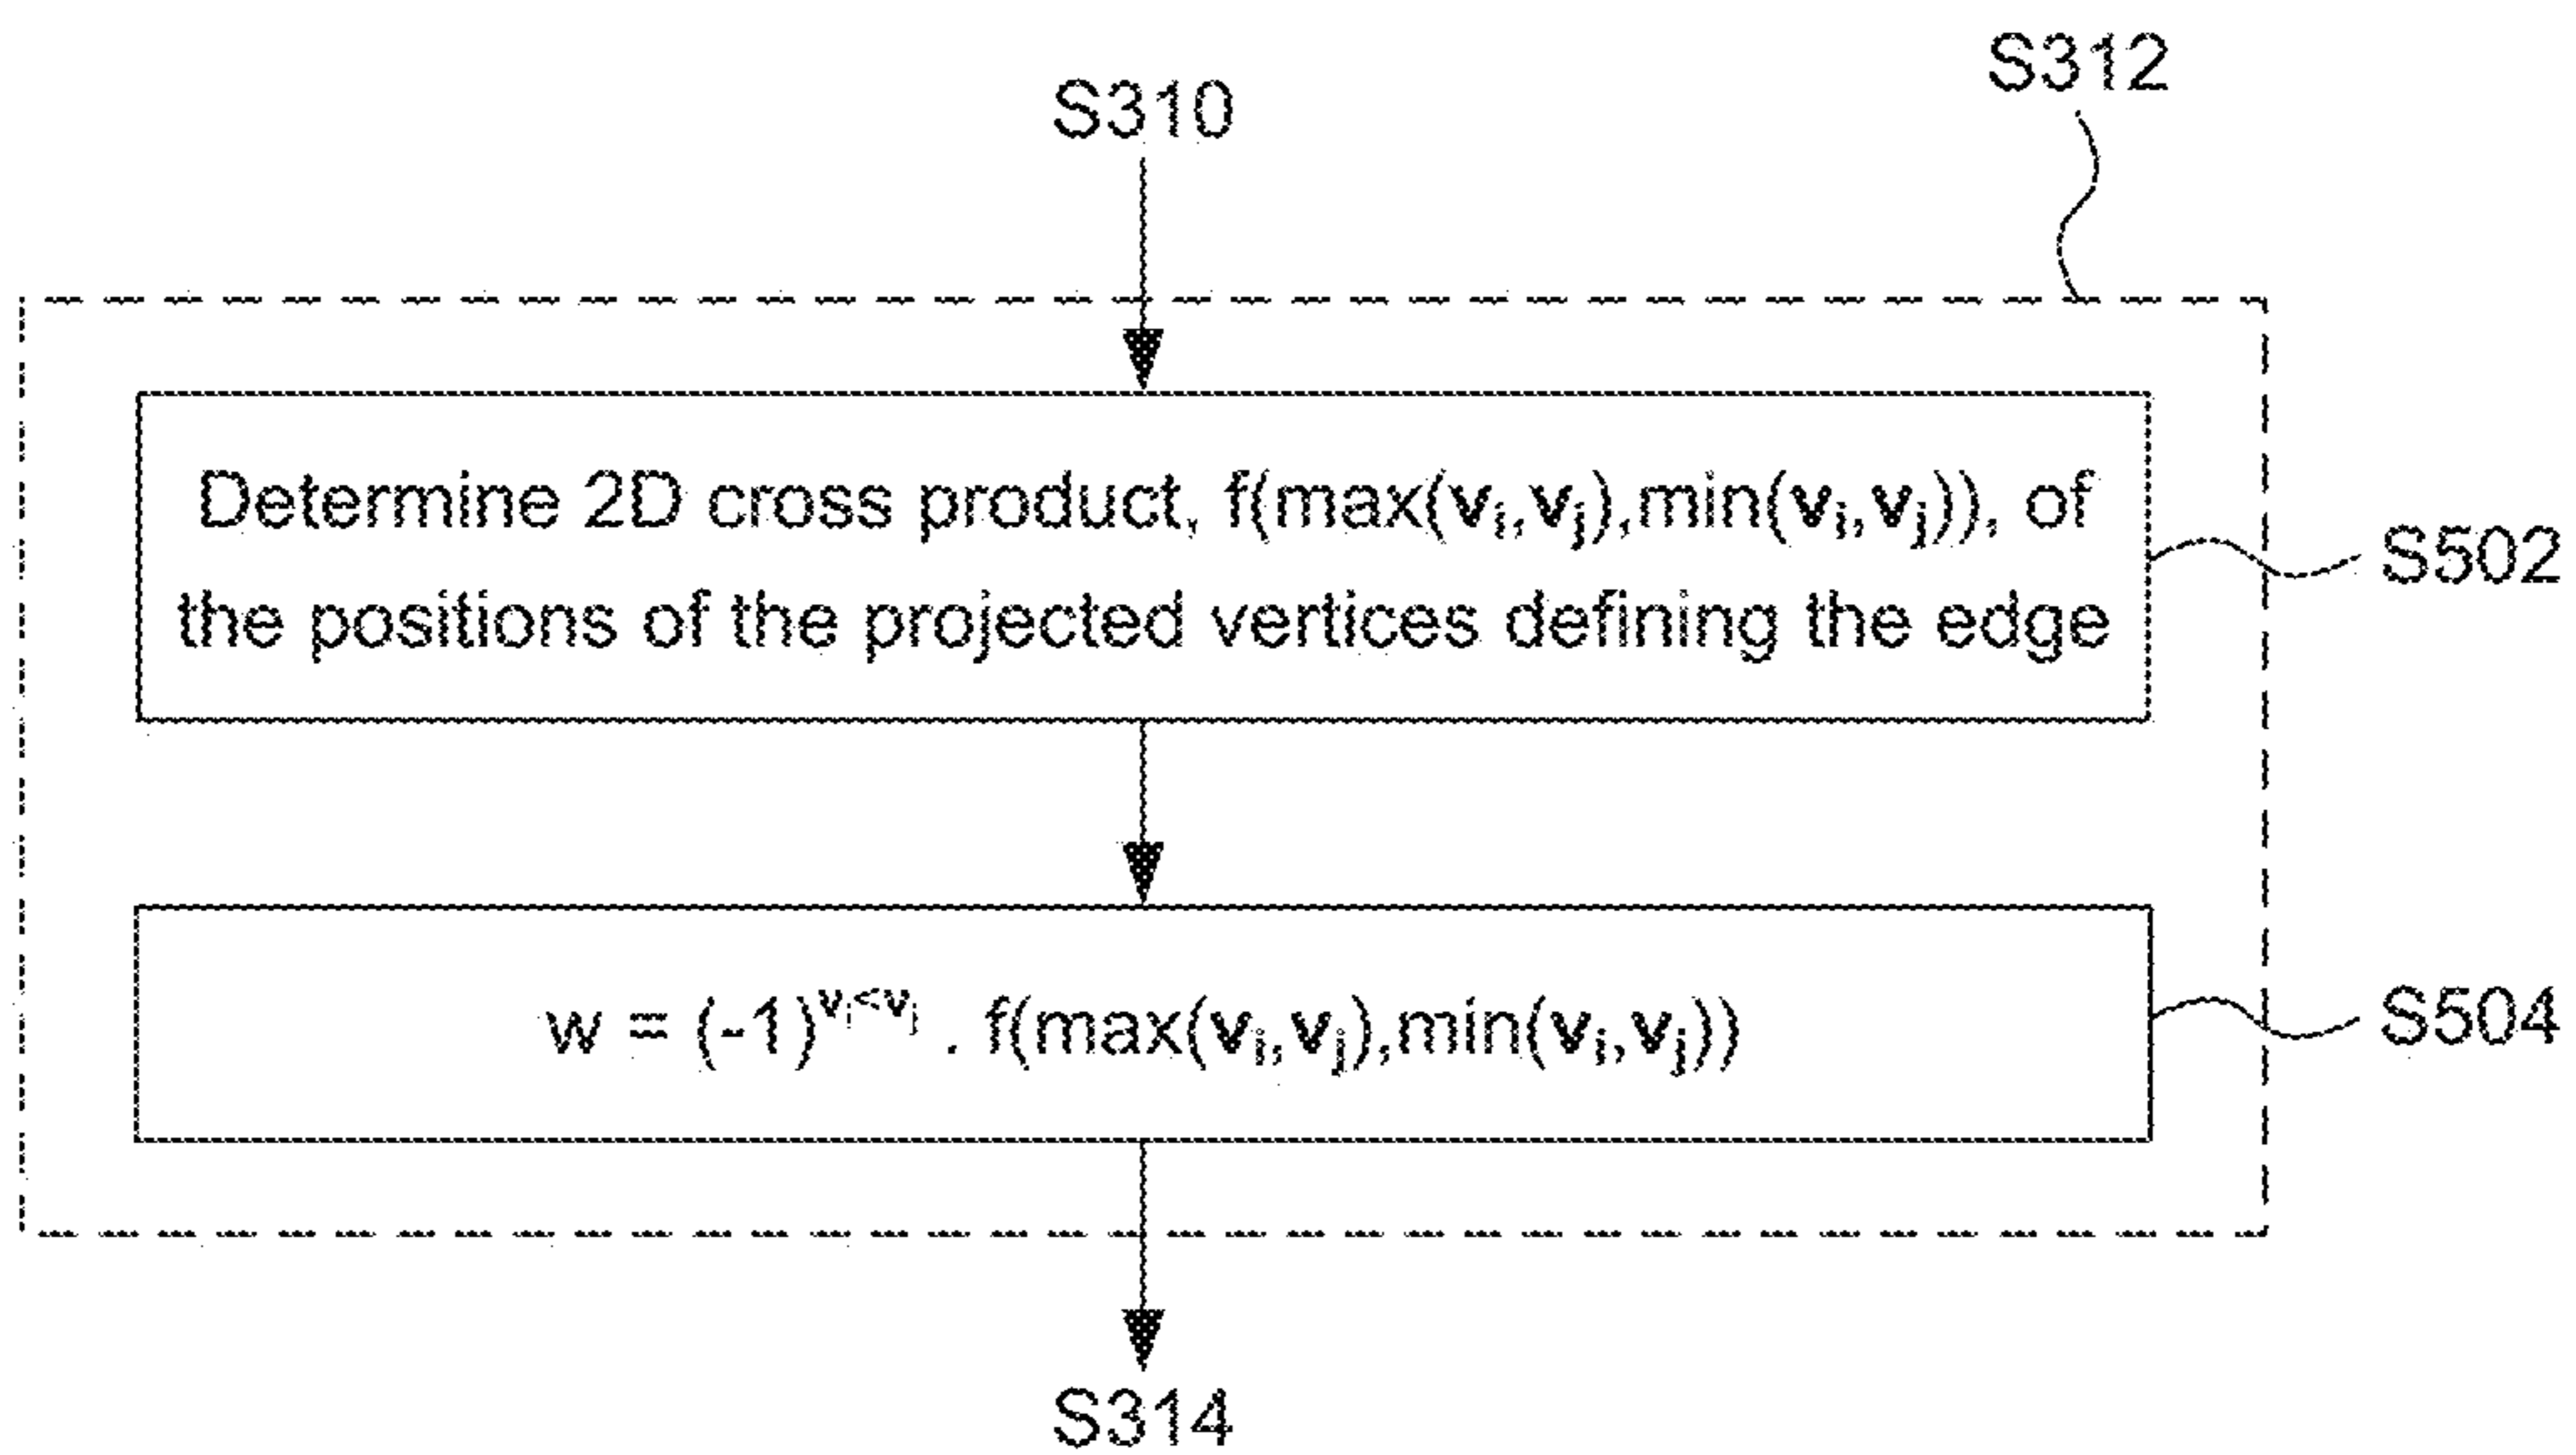 S312
S310
Determine 2D cross product, f(max(vᵢ,vⱼ),min(vᵢ,vⱼ)), of
the positions of the projected vertices defining the edge
S502
w = (-1)^{vᵢ<vⱼ} . f(max(vᵢ,vⱼ),min(vᵢ,vⱼ))
S504
S314